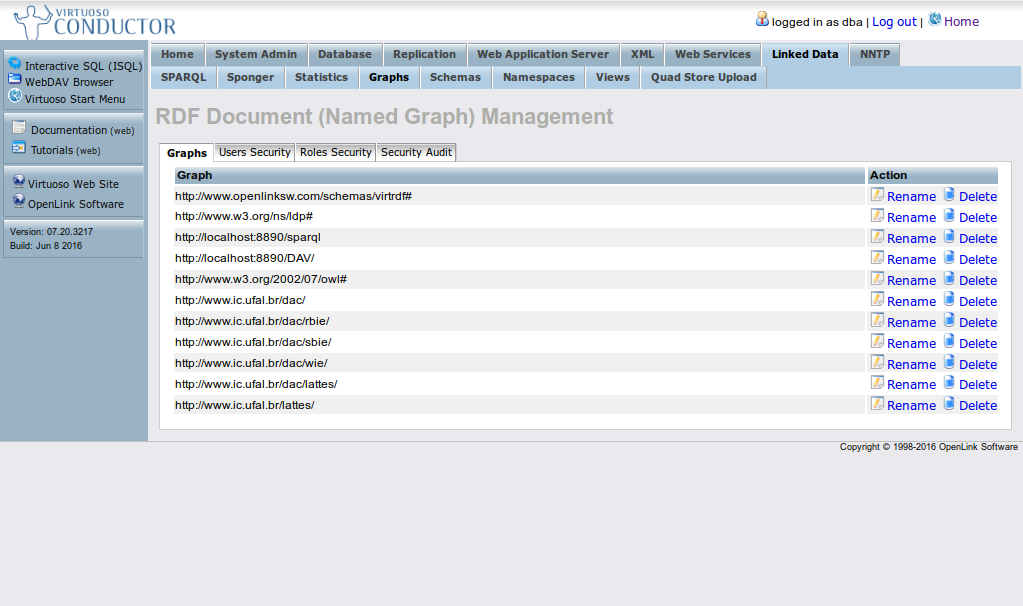 VIRTUOSO
CONDUCTOR
logged in as dba | Log out | Home
Interactive SQL (ISQL)
WebDAV Browser
Virtuoso Start Menu
Documentation (web)
Tutorials (web)
Virtuoso Web Site
OpenLink Software
Version: 07.20.3217
Build: Jun 8 2016
Home System Admin Database Replication Web Application Server XML Web Services Linked Data NNTP
SPARQL Sponger Statistics Graphs Schemas Namespaces Views Quad Store Upload
RDF Document (Named Graph) Management
Graphs Users Security Roles Security Security Audit
Graph Action
http://www.openlinksw.com/schemas/virtrdf# Rename Delete
http://www.w3.org/ns/ldp# Rename Delete
http://localhost:8890/sparql Rename Delete
http://localhost:8890/DAV/ Rename Delete
http://www.w3.org/2002/07/owl# Rename Delete
http://www.ic.ufal.br/dac/ Rename Delete
http://www.ic.ufal.br/dac/rbie/ Rename Delete
http://www.ic.ufal.br/dac/sbie/ Rename Delete
http://www.ic.ufal.br/dac/wie/ Rename Delete
http://www.ic.ufal.br/dac/lattes/ Rename Delete
http://www.ic.ufal.br/lattes/ Rename Delete
Copyright © 1998-2016 OpenLink Software